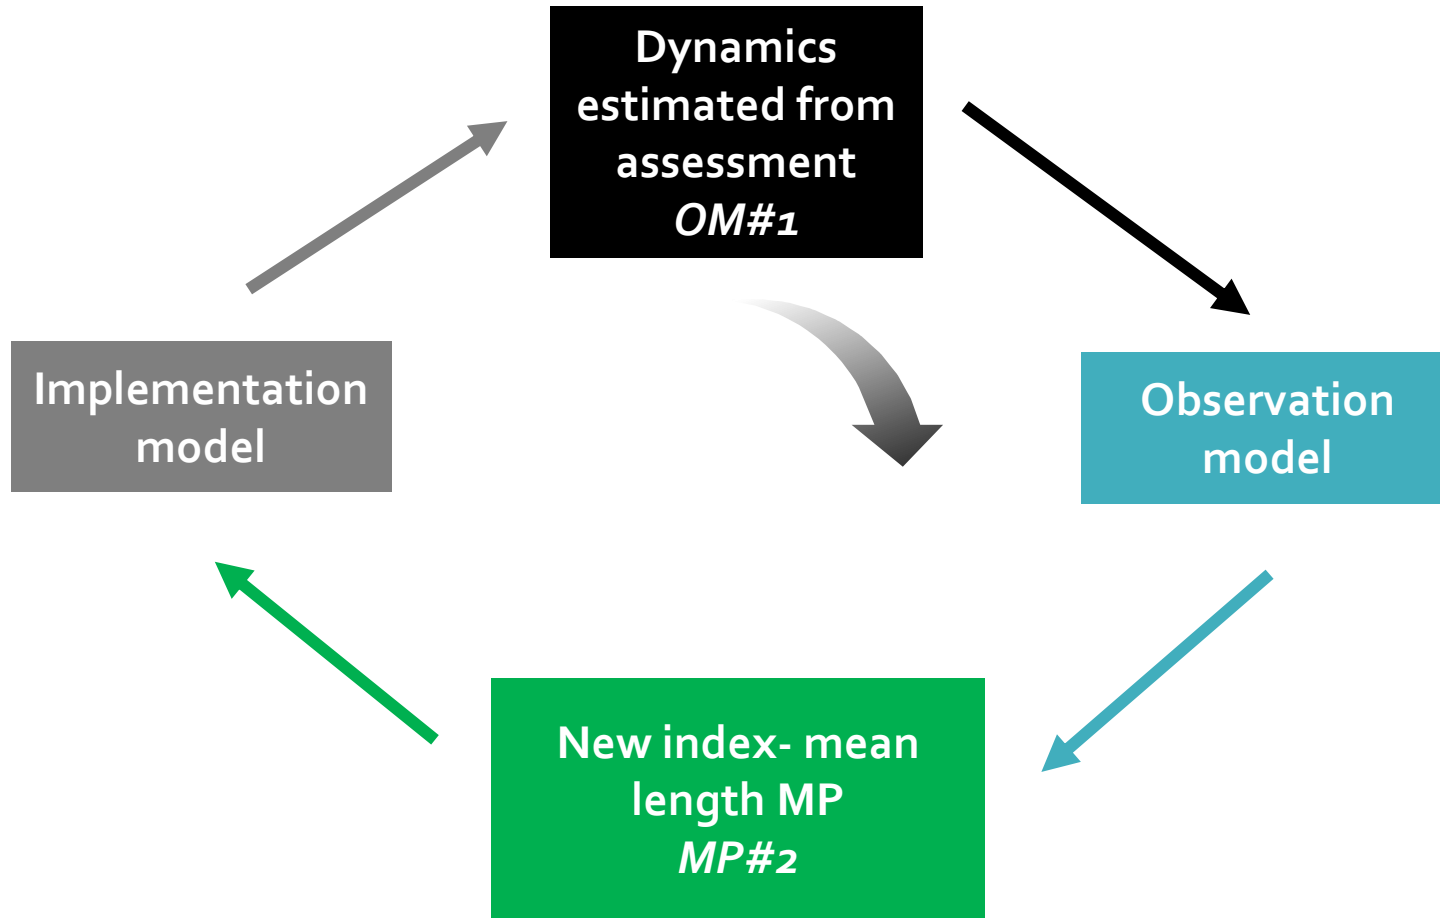 Dynamics
estimated from
assessment
OM#1
Implementation
model
Observation
model
New index- mean
length MP
MP#2